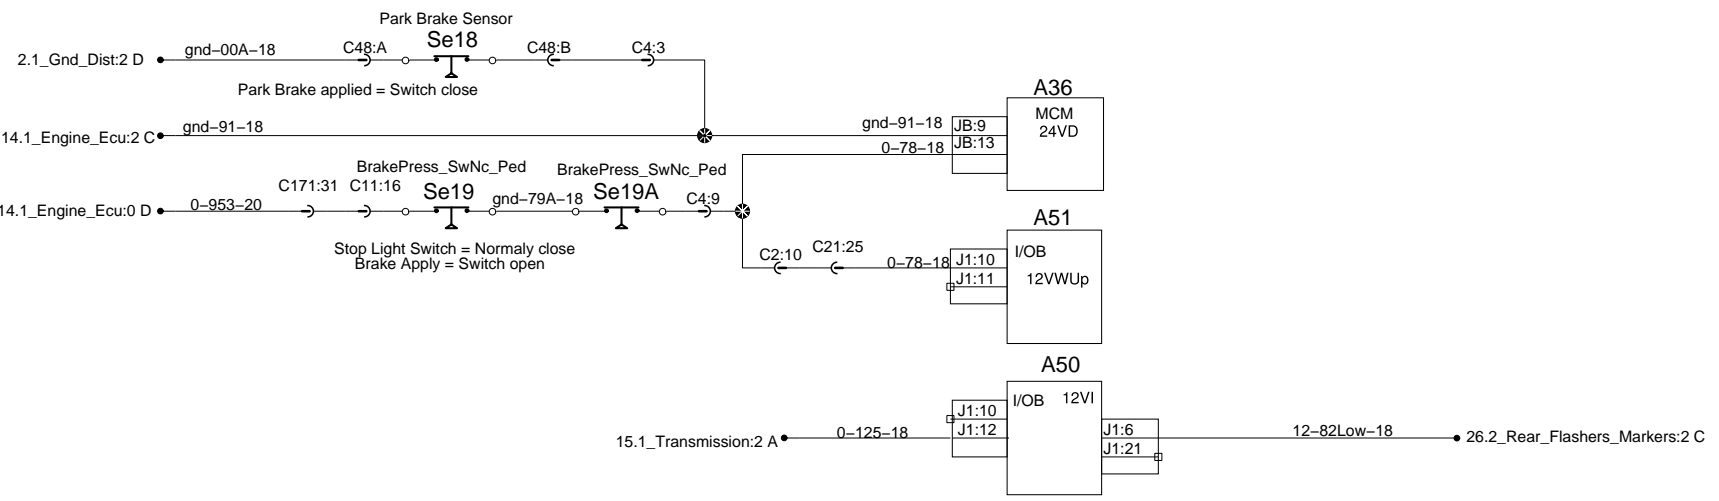 Park Brake Sensor
Se18
2.1_Gnd_Dist:2 D
gnd-00A-18
C48:A
C48:B
C4:3
Park Brake applied = Switch close
14.1_Engine_Ecu:2 C
gnd-91-18
gnd-91-18
0-78-18
A36
MCM
24VD
JB:9
JB:13
BrakePress_SwNc_Ped
BrakePress_SwNc_Ped
14.1_Engine_Ecu:0 D
0-953-20
C171:31
C11:16
Se19
gnd-79A-18
Se19A
C4:9
Stop Light Switch = Normaly close
Brake Apply = Switch open
C2:10
C21:25
0-78-18
A51
I/OB
12VWUp
J1:10
J1:11
A50
I/OB
12VI
J1:10
J1:12
J1:6
J1:21
15.1_Transmission:2 A
0-125-18
12-82Low-18
26.2_Rear_Flashers_Markers:2 C